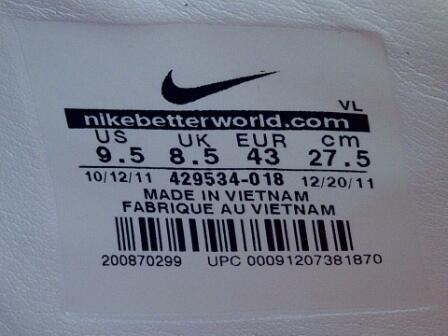 VL
nikebetterworld.com
US UK EUR cm
9.5 8.5 43 27.5
10/12/11 429534-018 12/20/11
MADE IN VIETNAM
FABRIQUE AU VIETNAM
200870299 UPC 00091207381870